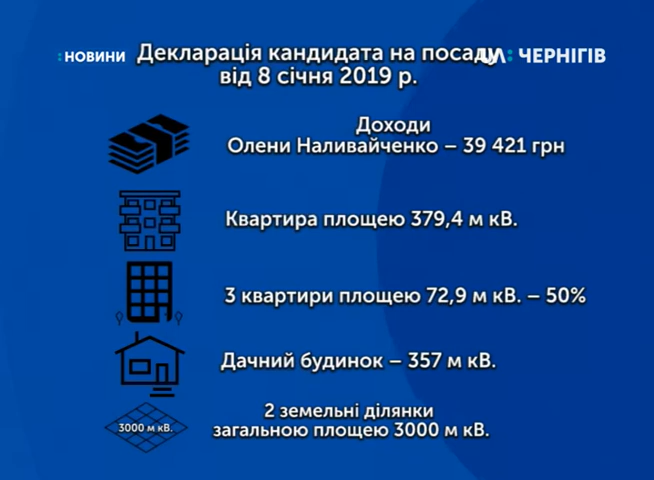 :НОВИНИ
Декларація кандидата на посаду
UA: ЧЕРНІГІВ
від 8 січня 2019 р.
Доходи
Олени Наливайченко – 39 421 грн
Квартира площею 379,4 м кВ.
3 квартири площею 72,9 м кВ. – 50%
Дачний будинок – 357 м кВ.
2 земельні ділянки
загальною площею 3000 м кВ.
3000 м кВ.